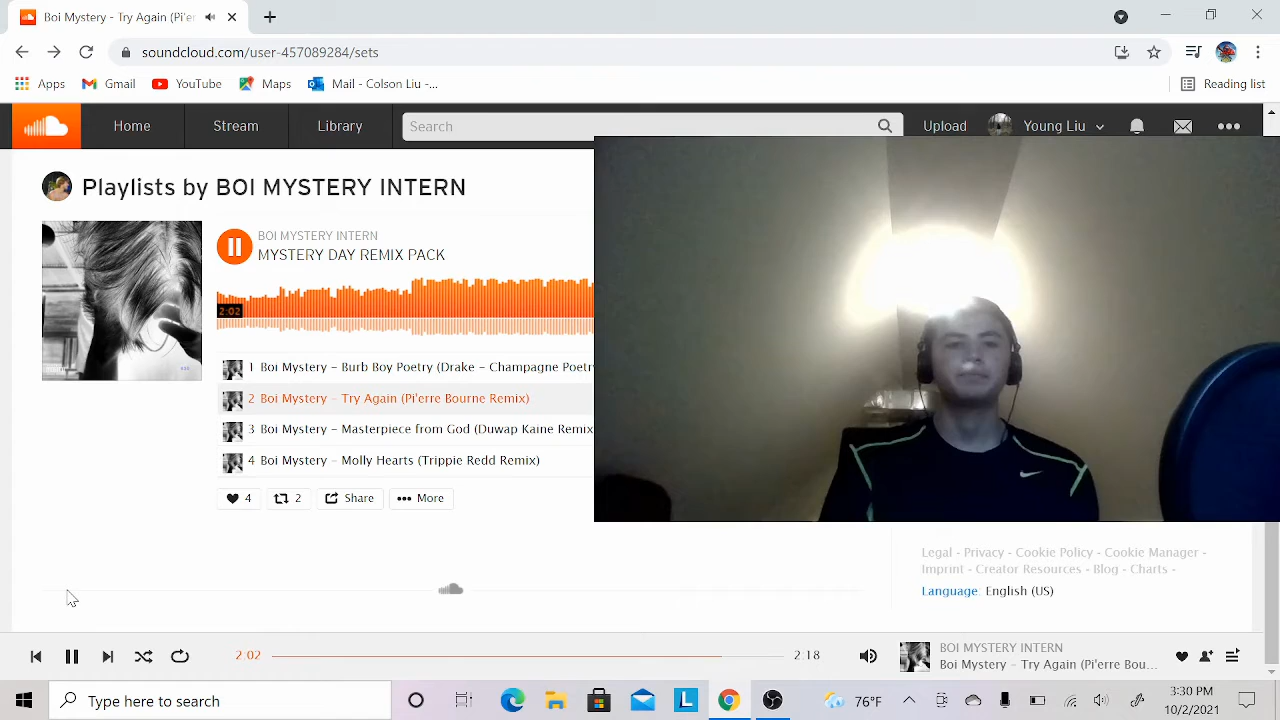 Boi Mystery - Try Again (Pi'er
soundcloud.com/user-457089284/sets
Apps Gmail YouTube Maps Mail - Colson Liu -... Reading list
Home Stream Library Search Upload Young Liu
Playlists by BOI MYSTERY INTERN
BOI MYSTERY INTERN
MYSTERY DAY REMIX PACK
2:02
1 Boi Mystery - Burb Boy Poetry (Drake - Champagne Poetry
2 Boi Mystery - Try Again (Pi'erre Bourne Remix)
3 Boi Mystery - Masterpiece from God (Duwap Kaine Remix
4 Boi Mystery - Molly Hearts (Trippie Redd Remix)
4 2 Share More
Legal - Privacy - Cookie Policy - Cookie Manager -
Imprint - Creator Resources - Blog - Charts -
Language: English (US)
2:02 2:18
BOI MYSTERY INTERN
Boi Mystery - Try Again (Pi'erre Bou...
Type here to search
L
76°F
3:30 PM
10/2/2021